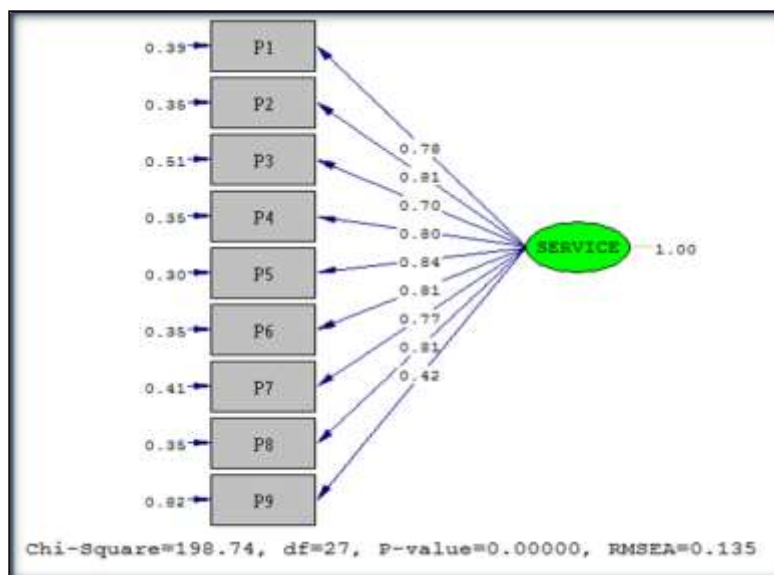 0.39 P1
0.35 P2
0.51 P3
0.35 P4
0.30 P5
0.35 P6
0.41 P7
0.35 P8
0.82 P9
0.78
0.81
0.70
0.80
0.84
0.81
0.77
0.81
0.42
SERVICE 1.00
Chi-Square=198.74, df=27, P-value=0.00000, RMSEA=0.135